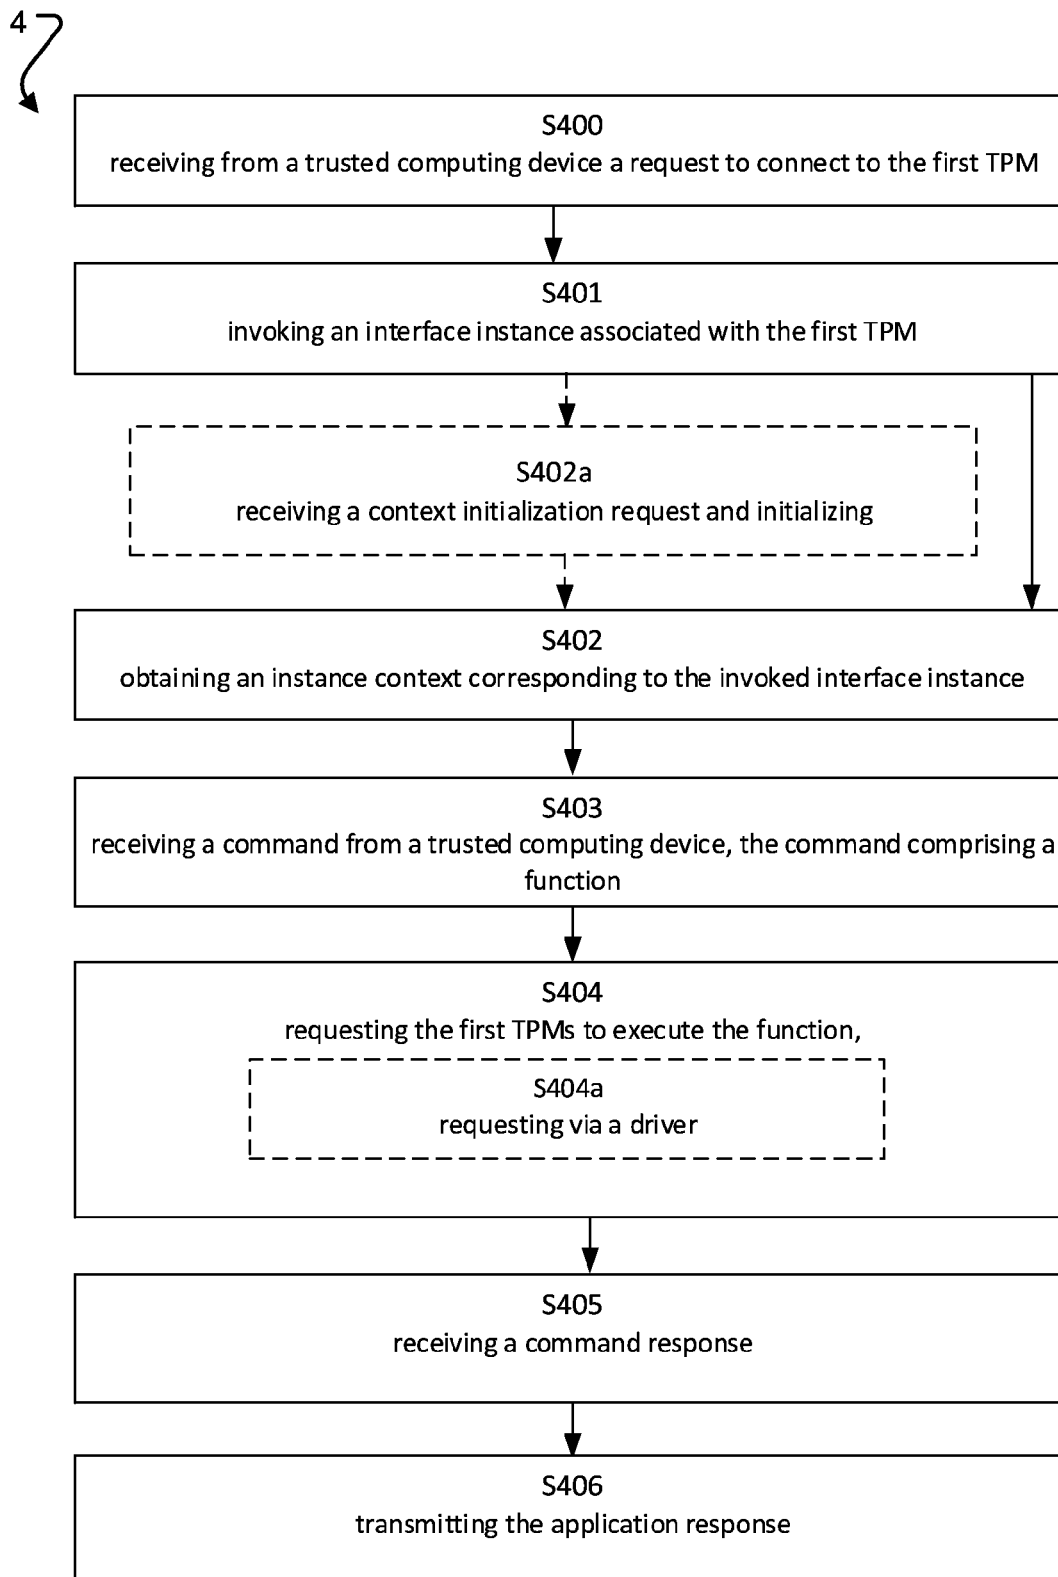 4
S400
receiving from a trusted computing device a request to connect to the first TPM
S401
invoking an interface instance associated with the first TPM
S402a
receiving a context initialization request and initializing
S402
obtaining an instance context corresponding to the invoked interface instance
S403
receiving a command from a trusted computing device, the command comprising a
function
S404
requesting the first TPMs to execute the function,
S404a
requesting via a driver
S405
receiving a command response
S406
transmitting the application response